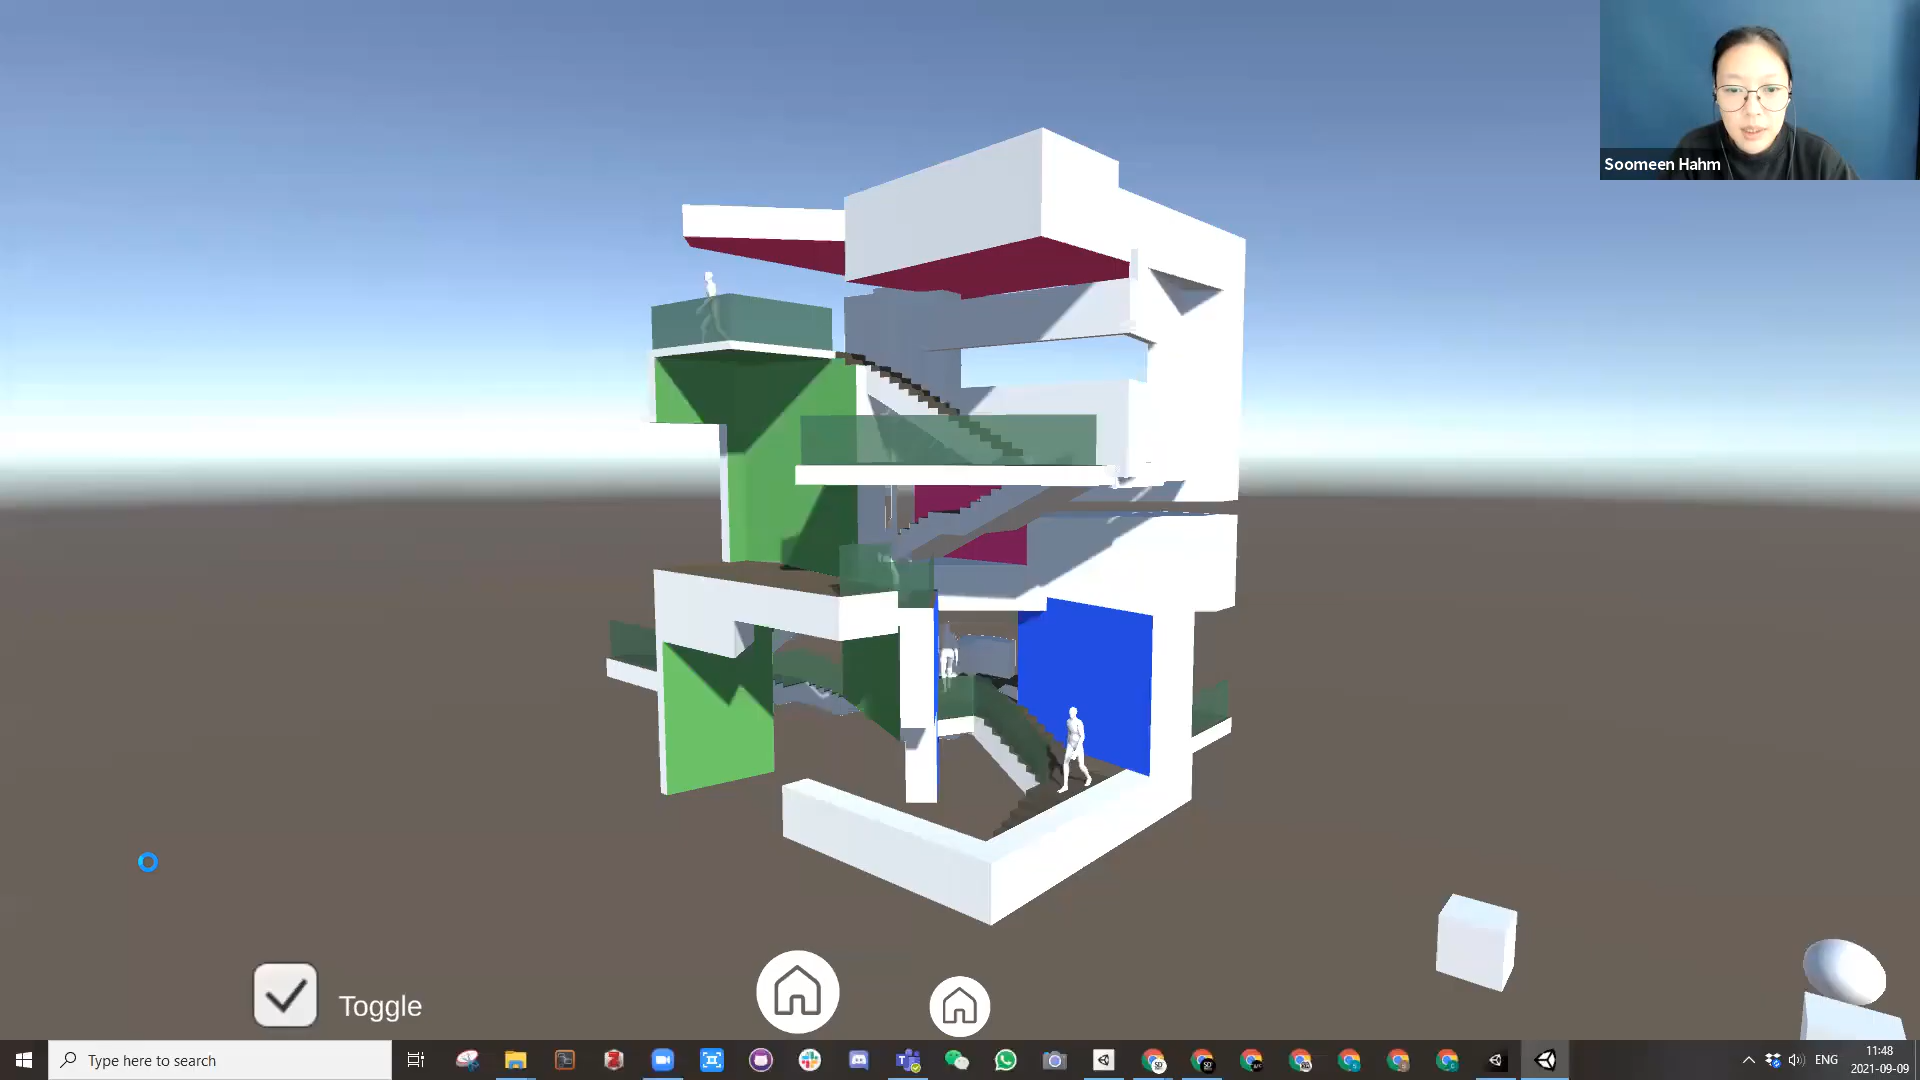 Soomeen Hahm
Toggle
Type here to search
ENG
11:48
2021-09-09